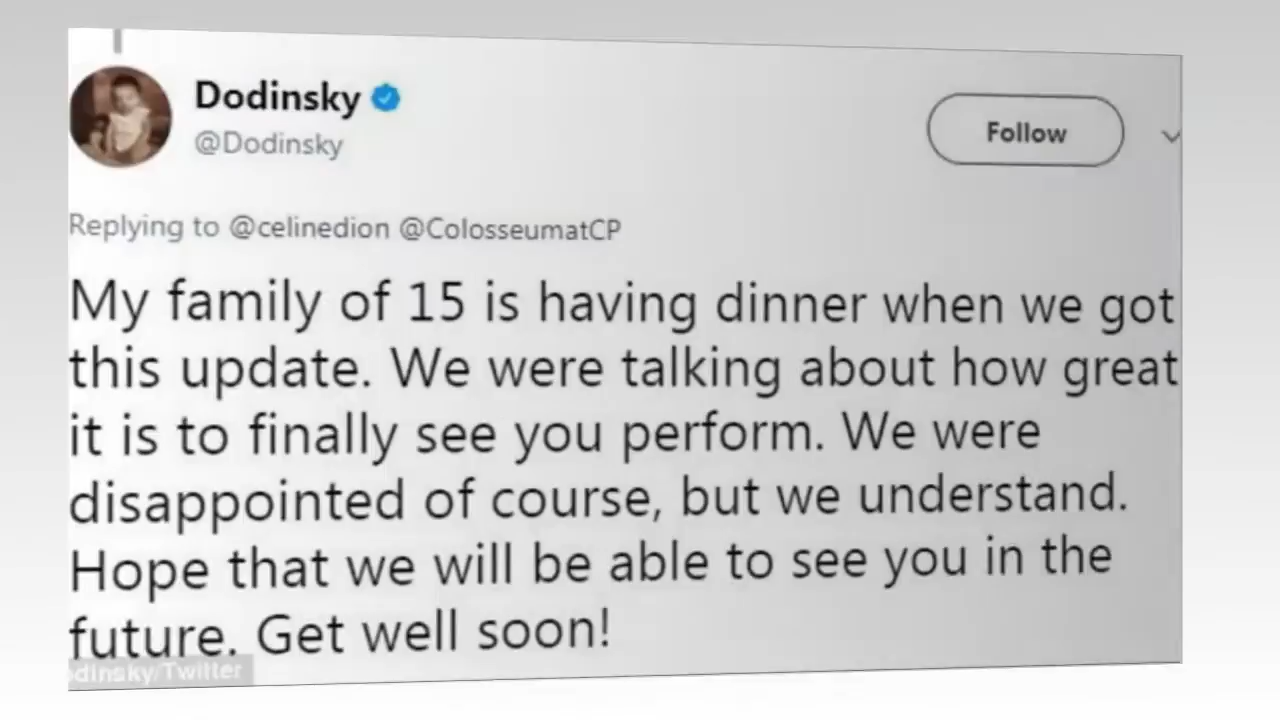 Dodinsky
@Dodinsky
Follow
Replying to @celinedion @ColosseumatCP
My family of 15 is having dinner when we got
this update. We were talking about how great
it is to finally see you perform. We were
disappointed of course, but we understand.
Hope that we will be able to see you in the
future. Get well soon!
odinsky/Twitter